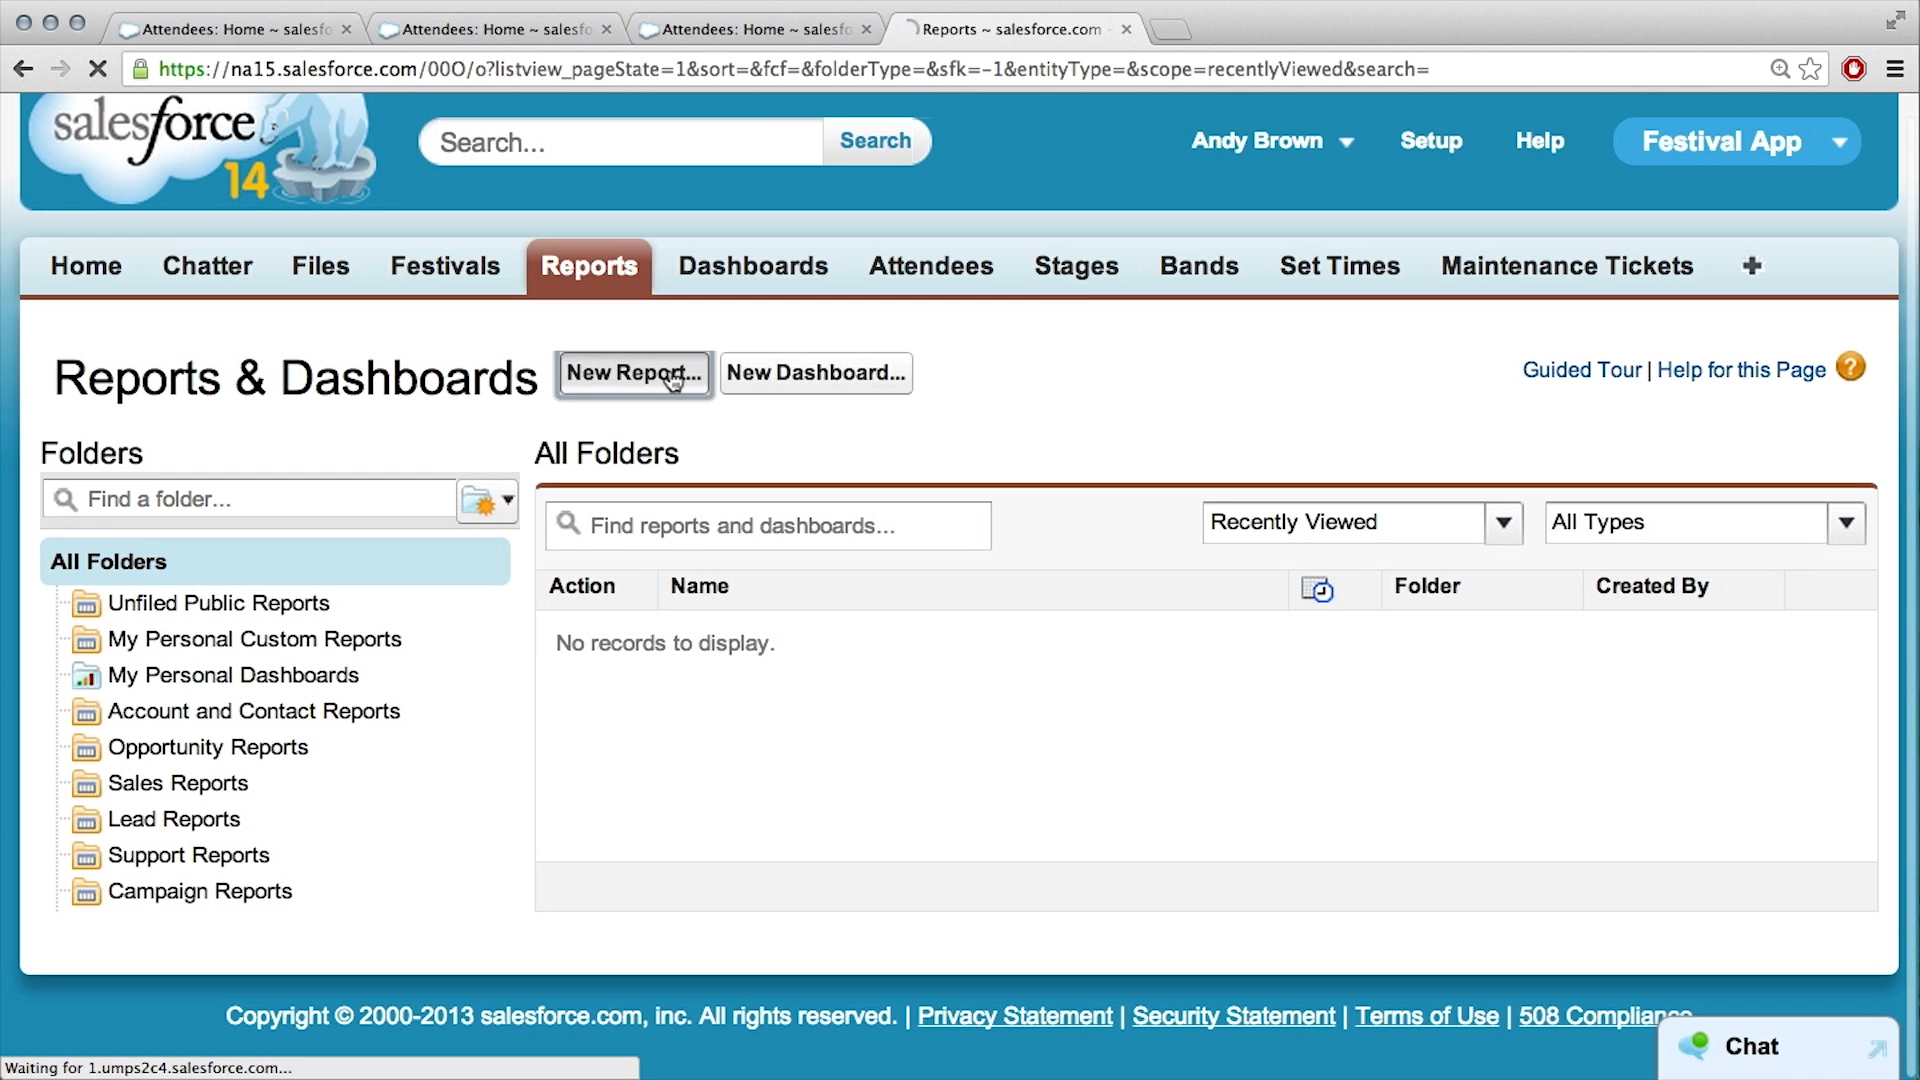 Attendees: Home ~ salesfo
Attendees: Home ~ salesfo
Attendees: Home ~ salesfo
Reports ~ salesforce.com
https://na15.salesforce.com/00O/o?listview_pageState=1&sort=&fcf=&folderType=&sfk=-1&entityType=&scope=recentlyViewed&search=
salesforce
14
Search...
Search
Andy Brown
Setup
Help
Festival App
Home
Chatter
Files
Festivals
Reports
Dashboards
Attendees
Stages
Bands
Set Times
Maintenance Tickets
Reports & Dashboards
New Report...
New Dashboard...
Guided Tour | Help for this Page
Folders
Find a folder...
All Folders
Unfiled Public Reports
My Personal Custom Reports
My Personal Dashboards
Account and Contact Reports
Opportunity Reports
Sales Reports
Lead Reports
Support Reports
Campaign Reports
All Folders
Find reports and dashboards...
Recently Viewed
All Types
Action
Name
Folder
Created By
No records to display.
Copyright © 2000-2013 salesforce.com, inc. All rights reserved. | Privacy Statement | Security Statement | Terms of Use | 508 Compliance
Chat
Waiting for 1.umps2c4.salesforce.com...